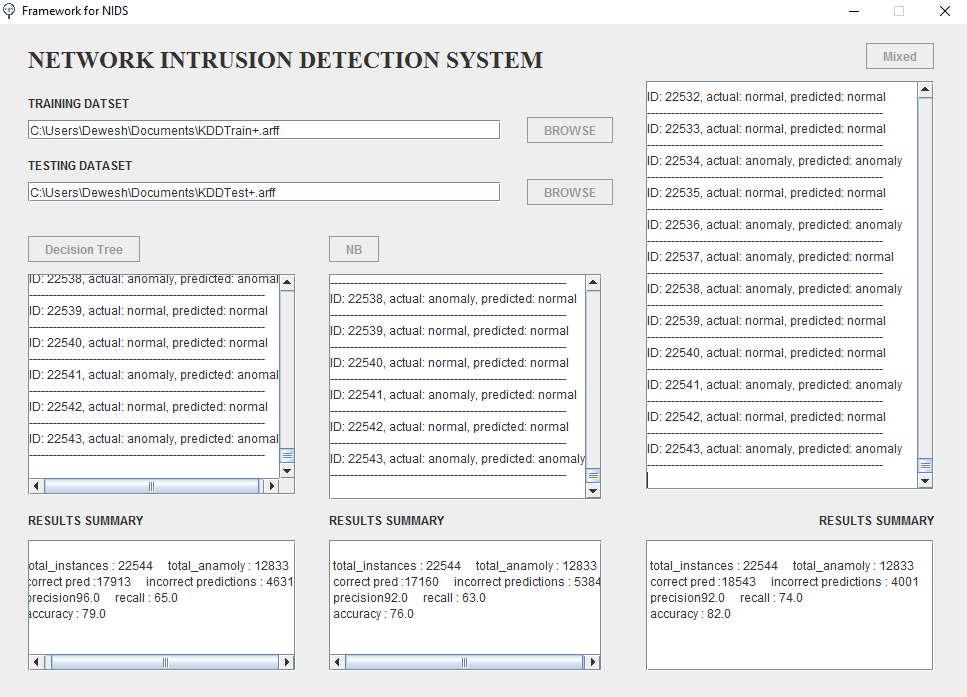 Framework for NIDS
NETWORK INTRUSION DETECTION SYSTEM
Mixed
TRAINING DATSET
C:\Users\Dewesh\Documents\KDDTrain+.arff
BROWSE
TESTING DATASET
C:\Users\Dewesh\Documents\KDDTest+.arff
BROWSE
Decision Tree
ID: 22538, actual: anomaly, predicted: anomal
ID: 22539, actual: normal, predicted: normal
ID: 22540, actual: normal, predicted: normal
ID: 22541, actual: anomaly, predicted: anomal
ID: 22542, actual: normal, predicted: normal
ID: 22543, actual: anomaly, predicted: anomal
NB
ID: 22538, actual: anomaly, predicted: normal
ID: 22539, actual: normal, predicted: normal
ID: 22540, actual: normal, predicted: normal
ID: 22541, actual: anomaly, predicted: normal
ID: 22542, actual: normal, predicted: normal
ID: 22543, actual: anomaly, predicted: anomaly
ID: 22532, actual: normal, predicted: normal
ID: 22533, actual: normal, predicted: normal
ID: 22534, actual: anomaly, predicted: anomaly
ID: 22535, actual: normal, predicted: normal
ID: 22536, actual: anomaly, predicted: anomaly
ID: 22537, actual: anomaly, predicted: normal
ID: 22538, actual: anomaly, predicted: anomaly
ID: 22539, actual: normal, predicted: normal
ID: 22540, actual: normal, predicted: normal
ID: 22541, actual: anomaly, predicted: anomaly
ID: 22542, actual: normal, predicted: normal
ID: 22543, actual: anomaly, predicted: anomaly
RESULTS SUMMARY
otal_instances : 22544 total_anamoly : 12833
correct pred :17913 incorrect predictions : 4631
precision96.0 recall : 65.0
accuracy : 79.0
RESULTS SUMMARY
total_instances : 22544 total_anamoly : 12833
correct pred :17160 incorrect predictions : 5384
precision92.0 recall : 63.0
accuracy : 76.0
RESULTS SUMMARY
total_instances : 22544 total_anamoly : 12833
correct pred :18543 incorrect predictions : 4001
precision92.0 recall : 74.0
accuracy : 82.0